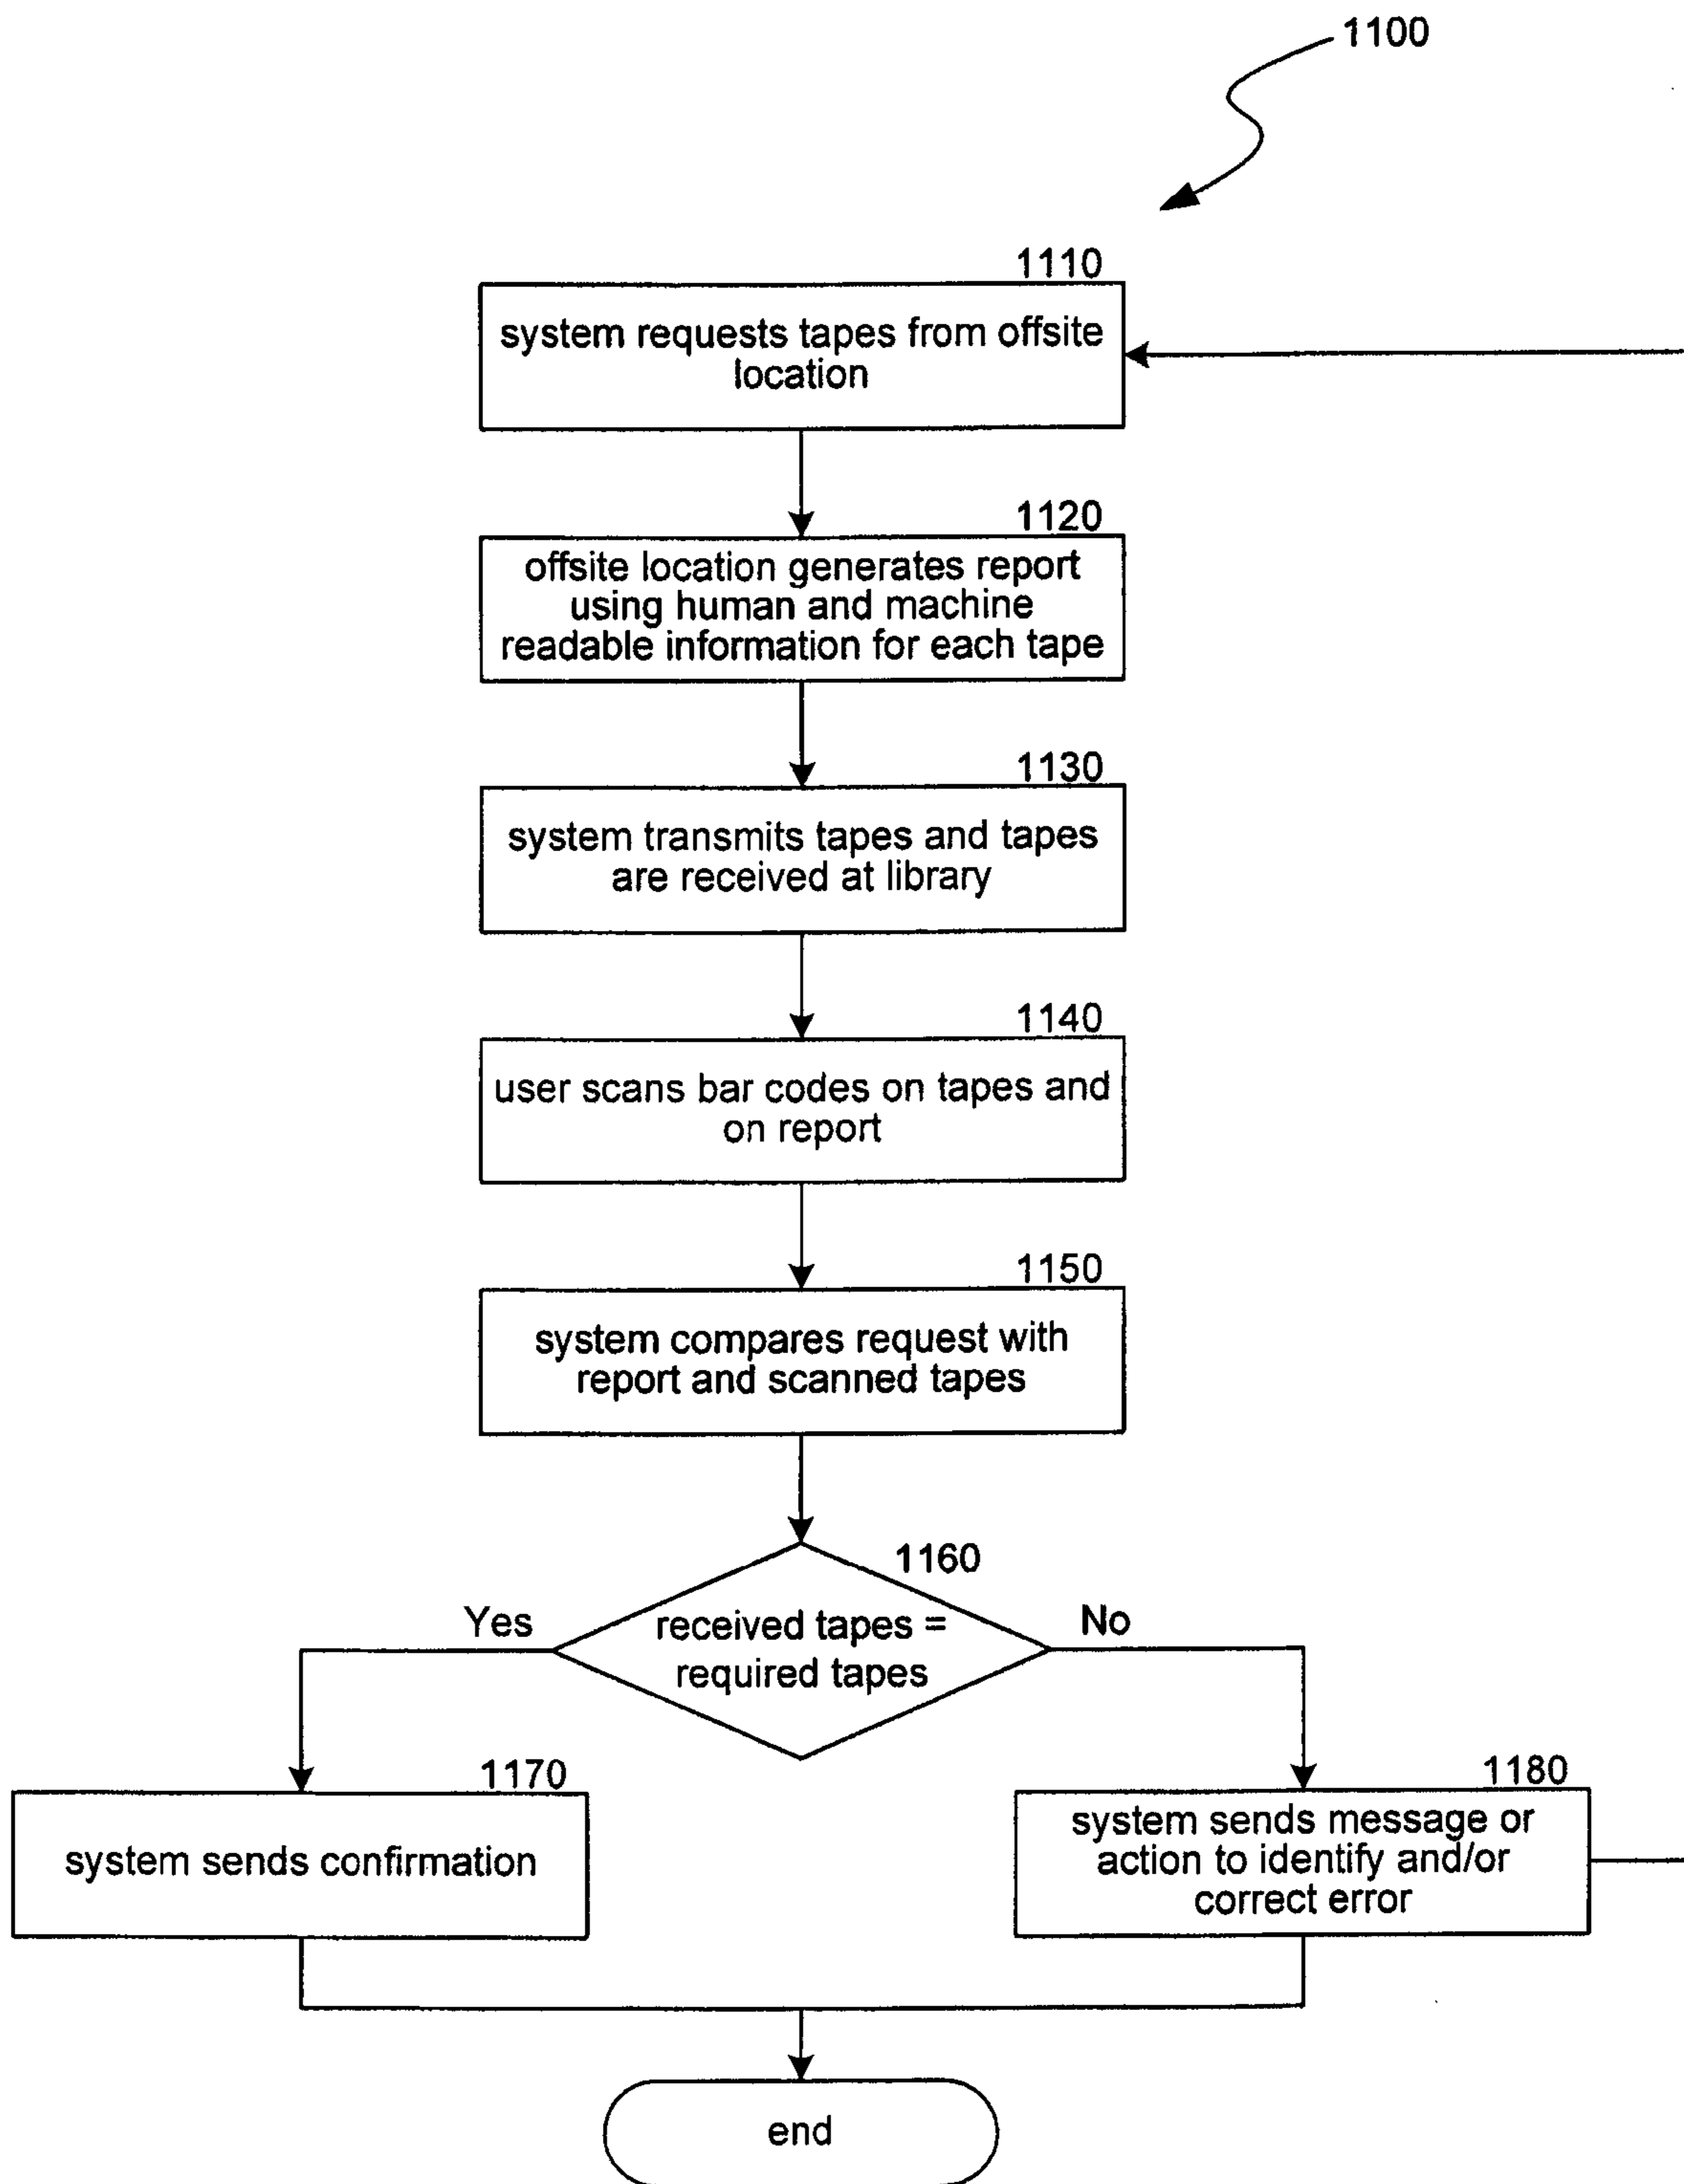 1100
1110
system requests tapes from offsite
location
1120
offsite location generates report
using human and machine
readable information for each tape
1130
system transmits tapes and tapes
are received at library
1140
user scans bar codes on tapes and
on report
1150
system compares request with
report and scanned tapes
1160
Yes
received tapes =
required tapes
No
1170
system sends confirmation
1180
system sends message or
action to identify and/or
correct error
end